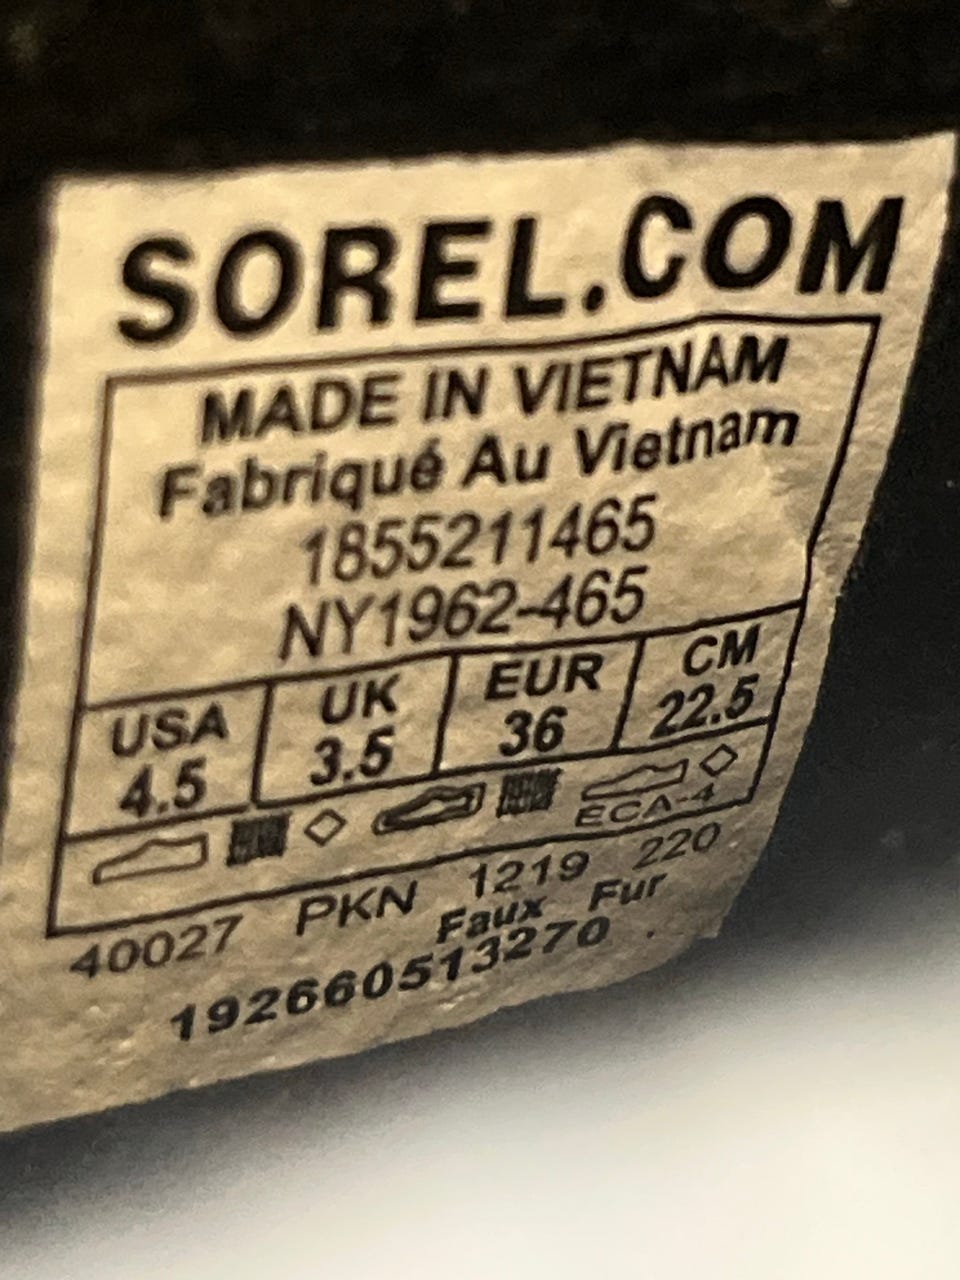 SOREL.COM
MADE IN VIETNAM
Fabriqué Au Vietnam
1855211465
NY1962-465
USA UK EUR CM
4.5 3.5 36 22.5
ECA-4
40027 PKN 1219 220
Faux Fur
192660513270